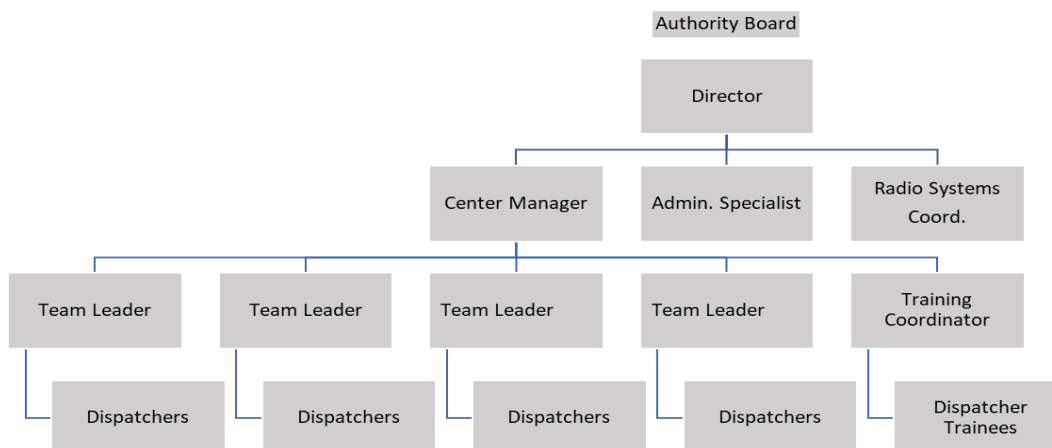 Authority Board
Director
Center Manager
Admin. Specialist
Radio Systems
Coord.
Team Leader
Team Leader
Team Leader
Team Leader
Training
Coordinator
Dispatchers
Dispatchers
Dispatchers
Dispatchers
Dispatcher
Trainees